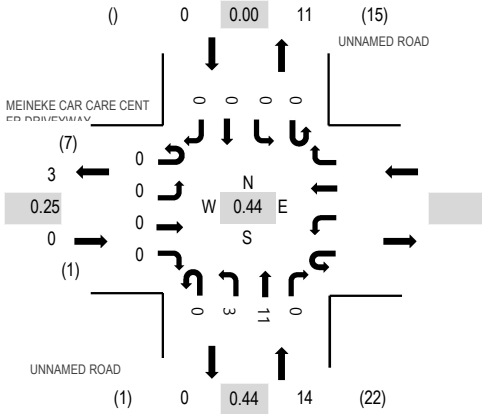 () 0 0.00 11 (15)
UNNAMED ROAD
0 0 0 0
MEINEKE CAR CARE CENT
ER DRIVEXWAY
(7)
3
0.25
0
(1)
0
0
0
0
N
W 0.44 E
S
0 3 11 0
UNNAMED ROAD
(1) 0 0.44 14 (22)